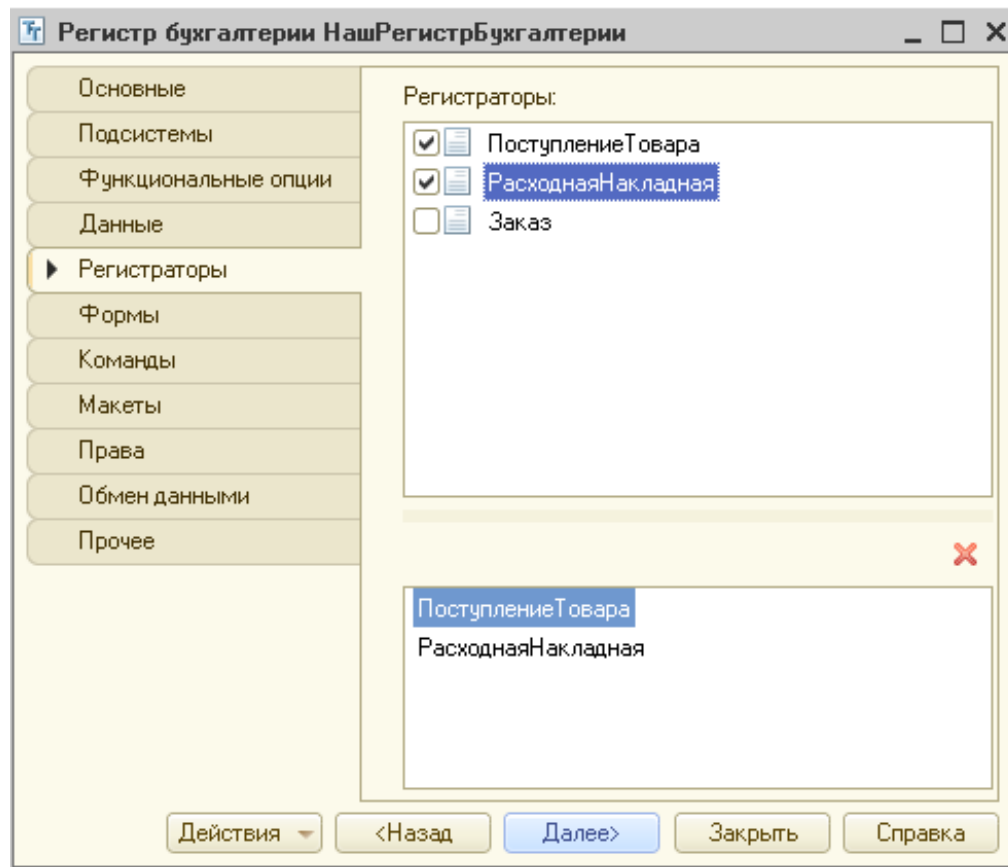 Регистр бухгалтерии НашРегистрБухгалтерии
Основные
Подсистемы
Функциональные опции
Данные
Регистраторы
Формы
Команды
Макеты
Права
Обмен данными
Прочее
Регистраторы:
ПоступлениеТовара
РасходнаяНакладная
Заказ
ПоступлениеТовара
РасходнаяНакладная
Действия
<Назад
Далее>
Закрыть
Справка